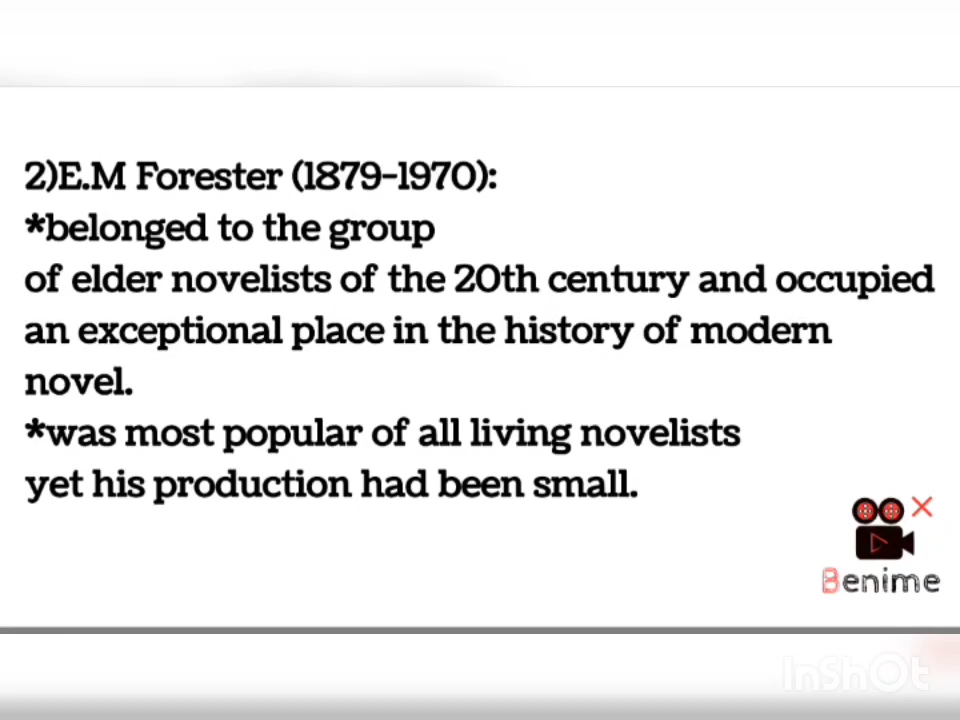 2)E.M Forester (1879-1970):
*belonged to the group
of elder novelists of the 20th century and occupied
an exceptional place in the history of modern
novel.
*was most popular of all living novelists
yet his production had been small.
Benime
InShOt